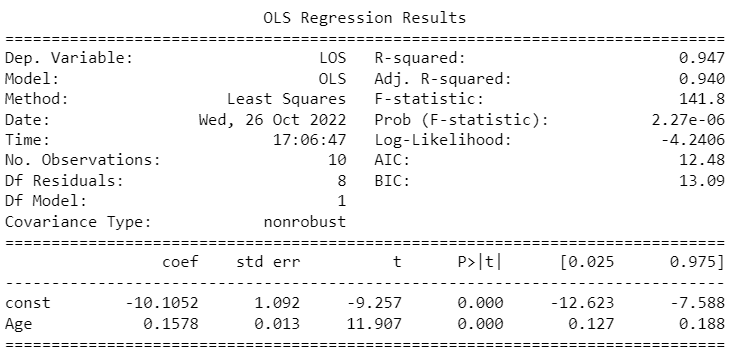 OLS Regression Results
==============================================================================
Dep. Variable: LOS R-squared: 0.947
Model: OLS Adj. R-squared: 0.940
Method: Least Squares F-statistic: 141.8
Date: Wed, 26 Oct 2022 Prob (F-statistic): 2.27e-06
Time: 17:06:47 Log-Likelihood: -4.2406
No. Observations: 10 AIC: 12.48
Df Residuals: 8 BIC: 13.09
Df Model: 1
Covariance Type: nonrobust
==============================================================================
coef std err t P>|t| [0.025 0.975]
------------------------------------------------------------------------------
const -10.1052 1.092 -9.257 0.000 -12.623 -7.588
Age 0.1578 0.013 11.907 0.000 0.127 0.188
==============================================================================